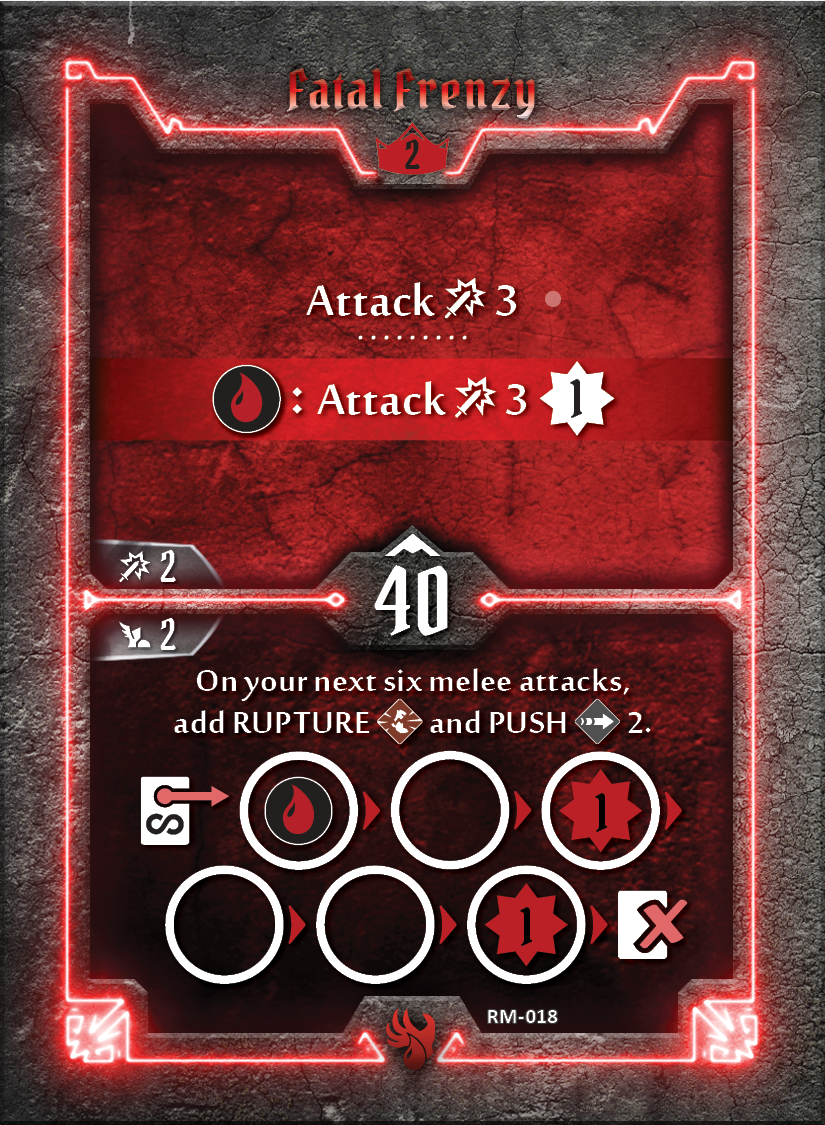 Fatal Frenzy
2
Attack 3
: Attack 3 1
2
40
2
On your next six melee attacks,
add RUPTURE and PUSH 2.
1
1
RM-018